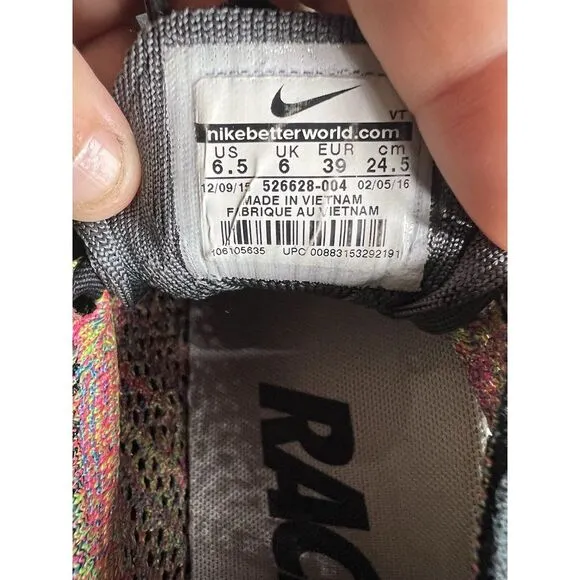 VT
nikebetterworld.com
US UK EUR cm
6.5 6 39 24.5
12/09/15 526628-004 02/05/16
MADE IN VIETNAM
FABRIQUE AU VIETNAM
106105635 UPC 00883153292191
RAC